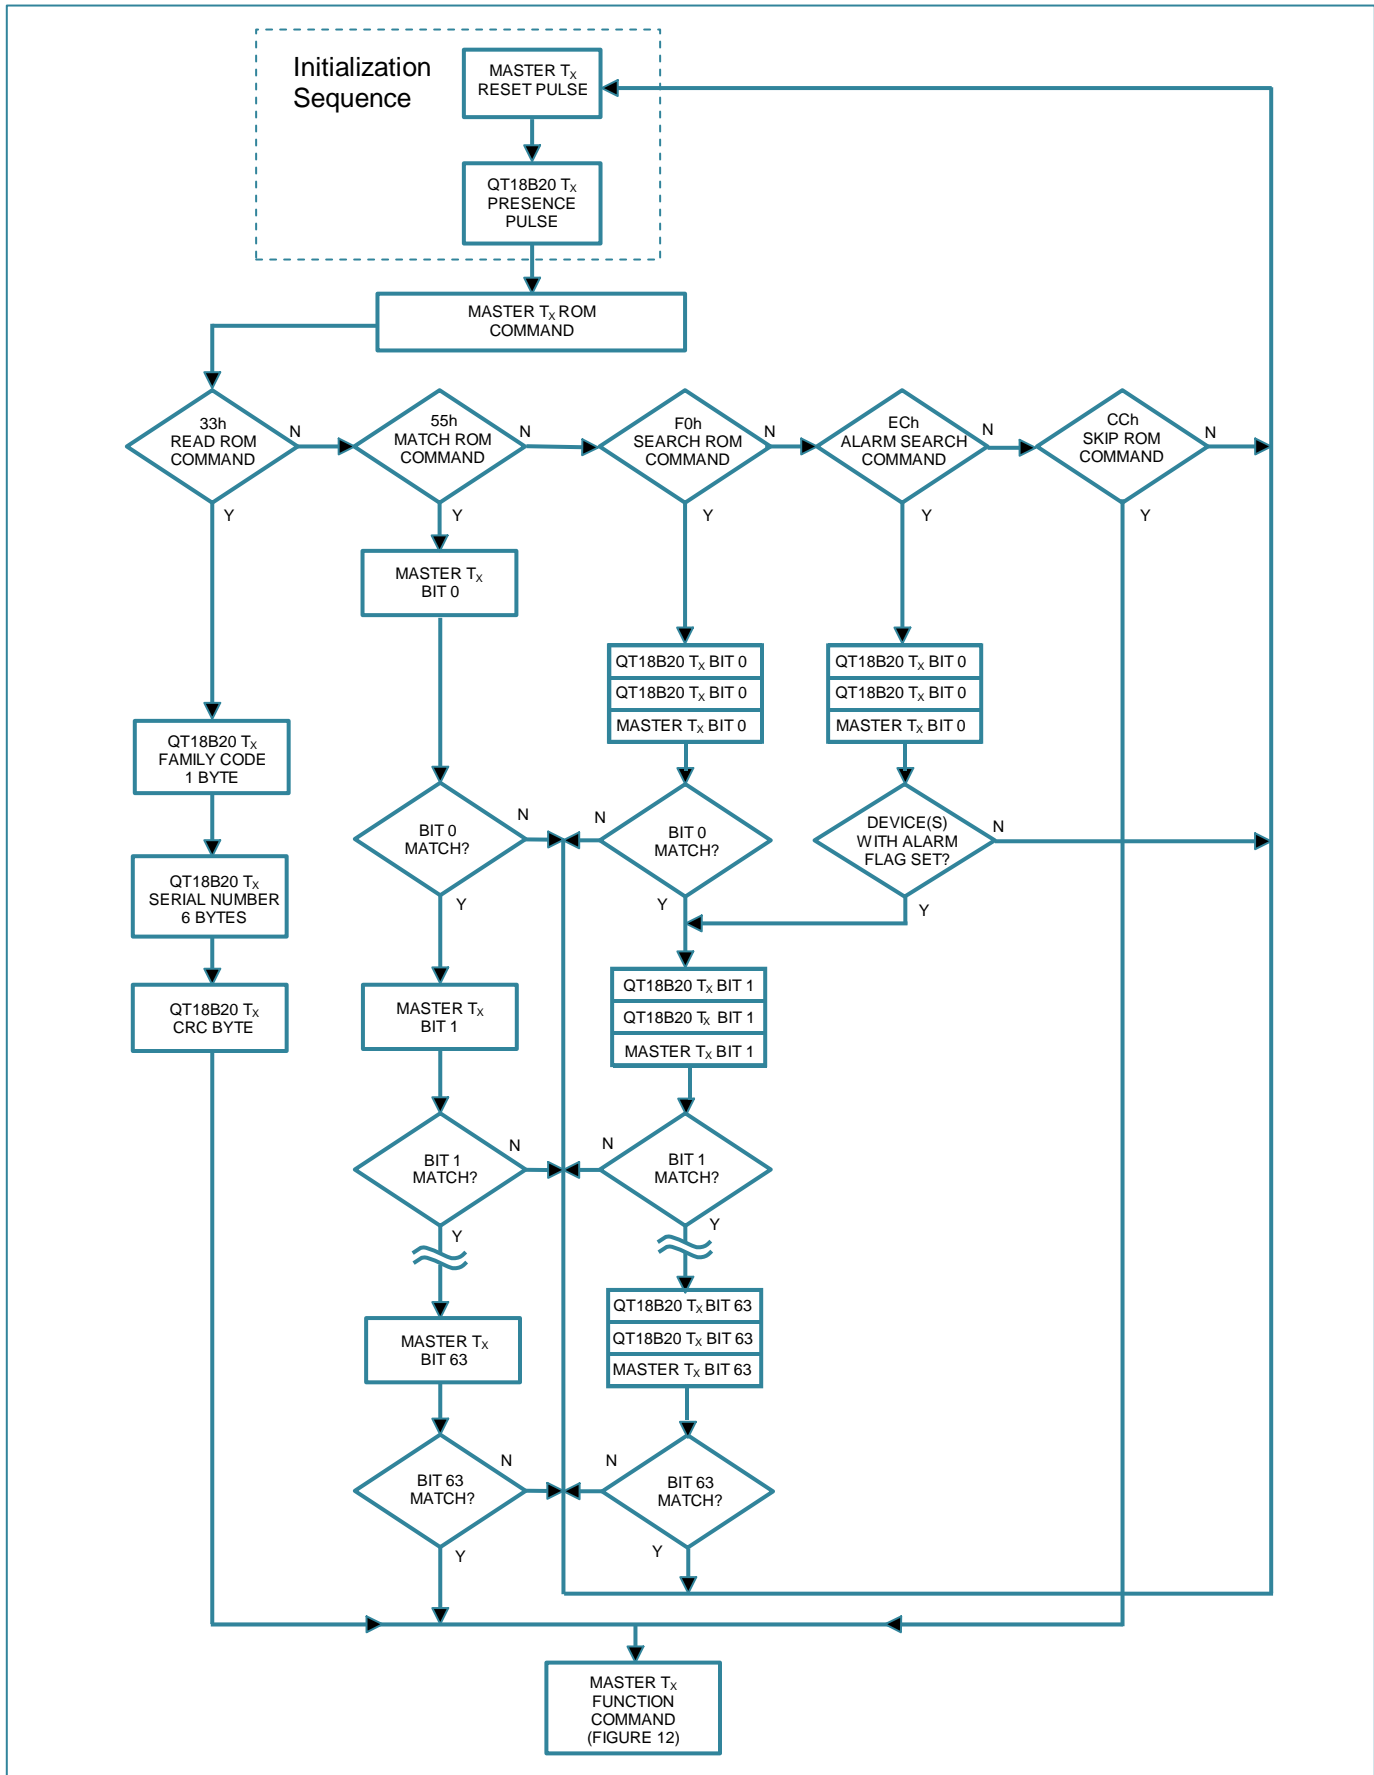 Initialization
Sequence
MASTER TX
RESET PULSE
QT18B20 TX
PRESENCE
PULSE
MASTER TX ROM
COMMAND
33h
READ ROM
COMMAND
N
Y
55h
MATCH ROM
COMMAND
N
Y
F0h
SEARCH ROM
COMMAND
N
Y
ECh
ALARM SEARCH
COMMAND
N
Y
CCh
SKIP ROM
COMMAND
N
Y
MASTER TX
BIT 0
QT18B20 TX BIT 0
QT18B20 TX BIT 0
MASTER TX BIT 0
QT18B20 TX BIT 0
QT18B20 TX BIT 0
MASTER TX BIT 0
QT18B20 TX
FAMILY CODE
1 BYTE
BIT 0
MATCH?
N
Y
N
BIT 0
MATCH?
Y
DEVICE(S)
WITH ALARM
FLAG SET?
N
Y
QT18B20 TX
SERIAL NUMBER
6 BYTES
QT18B20 TX
CRC BYTE
MASTER TX
BIT 1
QT18B20 TX BIT 1
QT18B20 TX BIT 1
MASTER TX BIT 1
BIT 1
MATCH?
N
Y
N
BIT 1
MATCH?
Y
MASTER TX
BIT 63
QT18B20 TX BIT 63
QT18B20 TX BIT 63
MASTER TX BIT 63
BIT 63
MATCH?
N
Y
N
BIT 63
MATCH?
Y
MASTER TX
FUNCTION
COMMAND
(FIGURE 12)